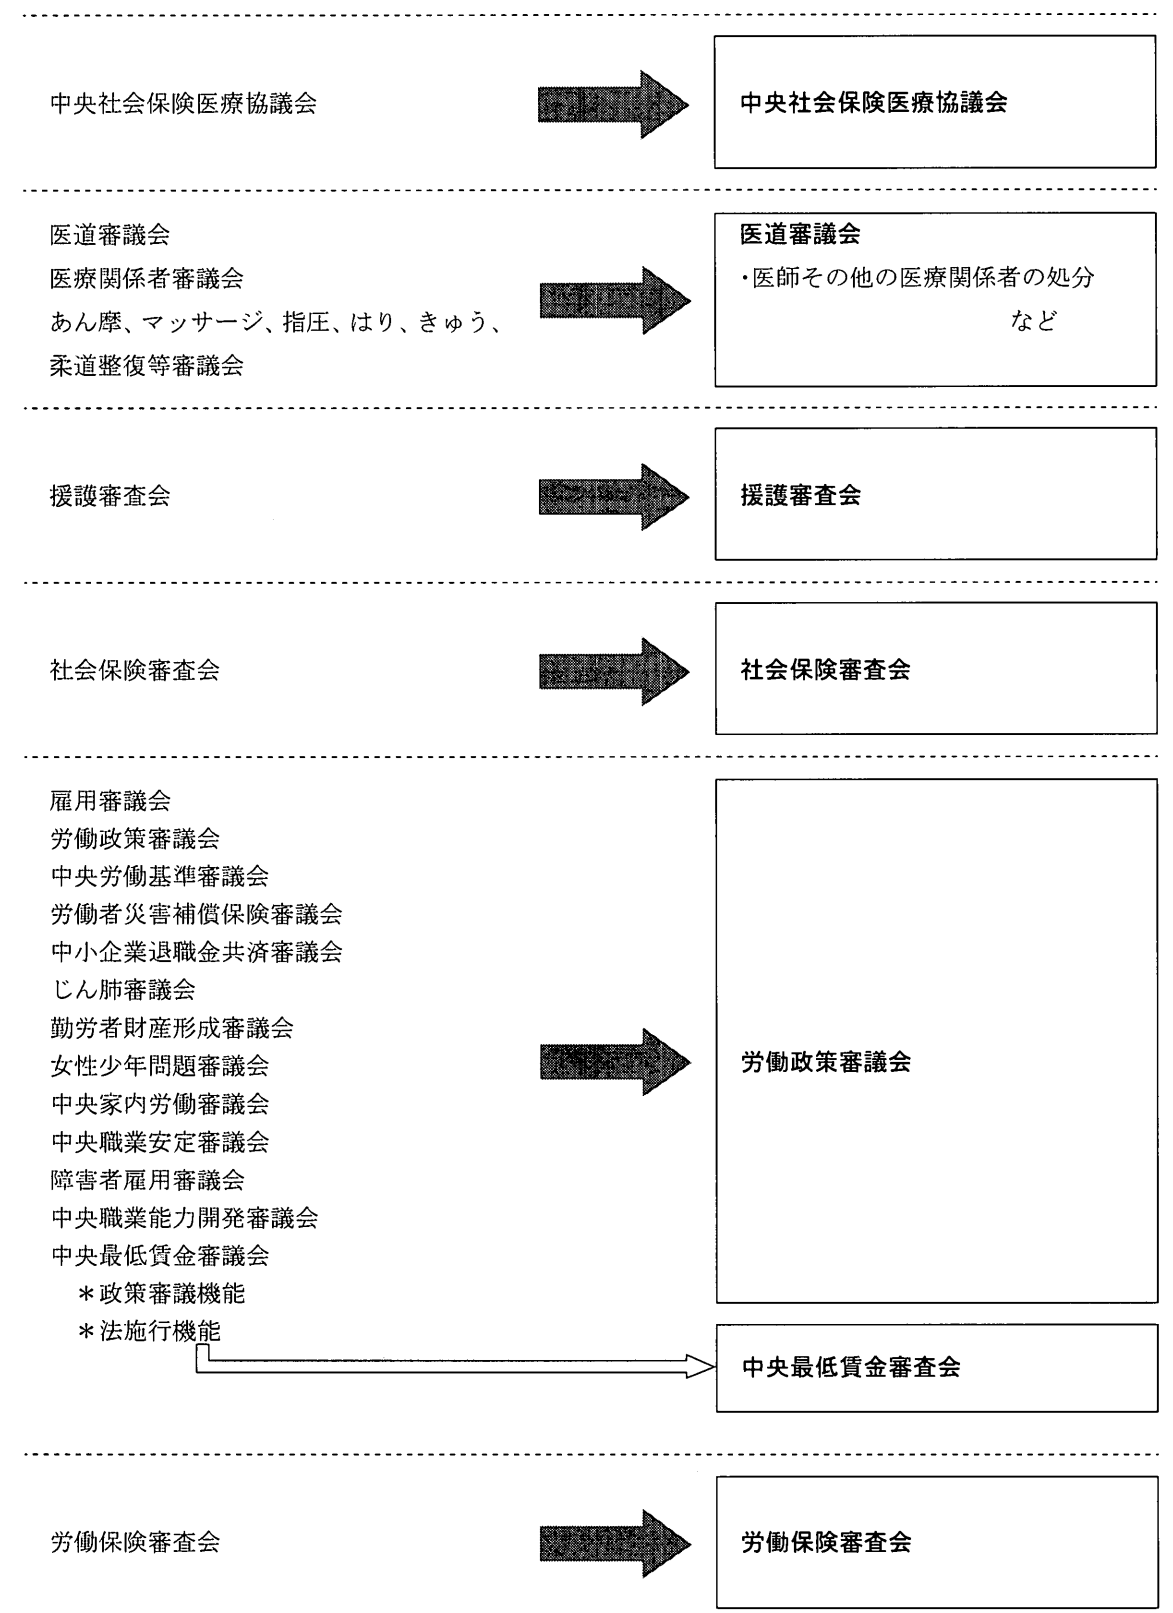 中央社会保険医療協議会
中央社会保険医療協議会
医道審議会
医療関係者審議会
あん摩、マッサージ、指圧、はり、きゅう、
柔道整復等審議会
医道審議会
・医師その他の医療関係者の処分
など
援護審査会
援護審査会
社会保険審査会
社会保険審査会
雇用審議会
労働政策審議会
中央労働基準審議会
労働者災害補償保険審議会
中小企業退職金共済審議会
じん肺審議会
勤労者財産形成審議会
女性少年問題審議会
中央家内労働審議会
中央職業安定審議会
障害者雇用審議会
中央職業能力開発審議会
中央最低賃金審議会
＊政策審議機能
＊法施行機能
労働政策審議会
中央最低賃金審査会
労働保険審査会
労働保険審査会